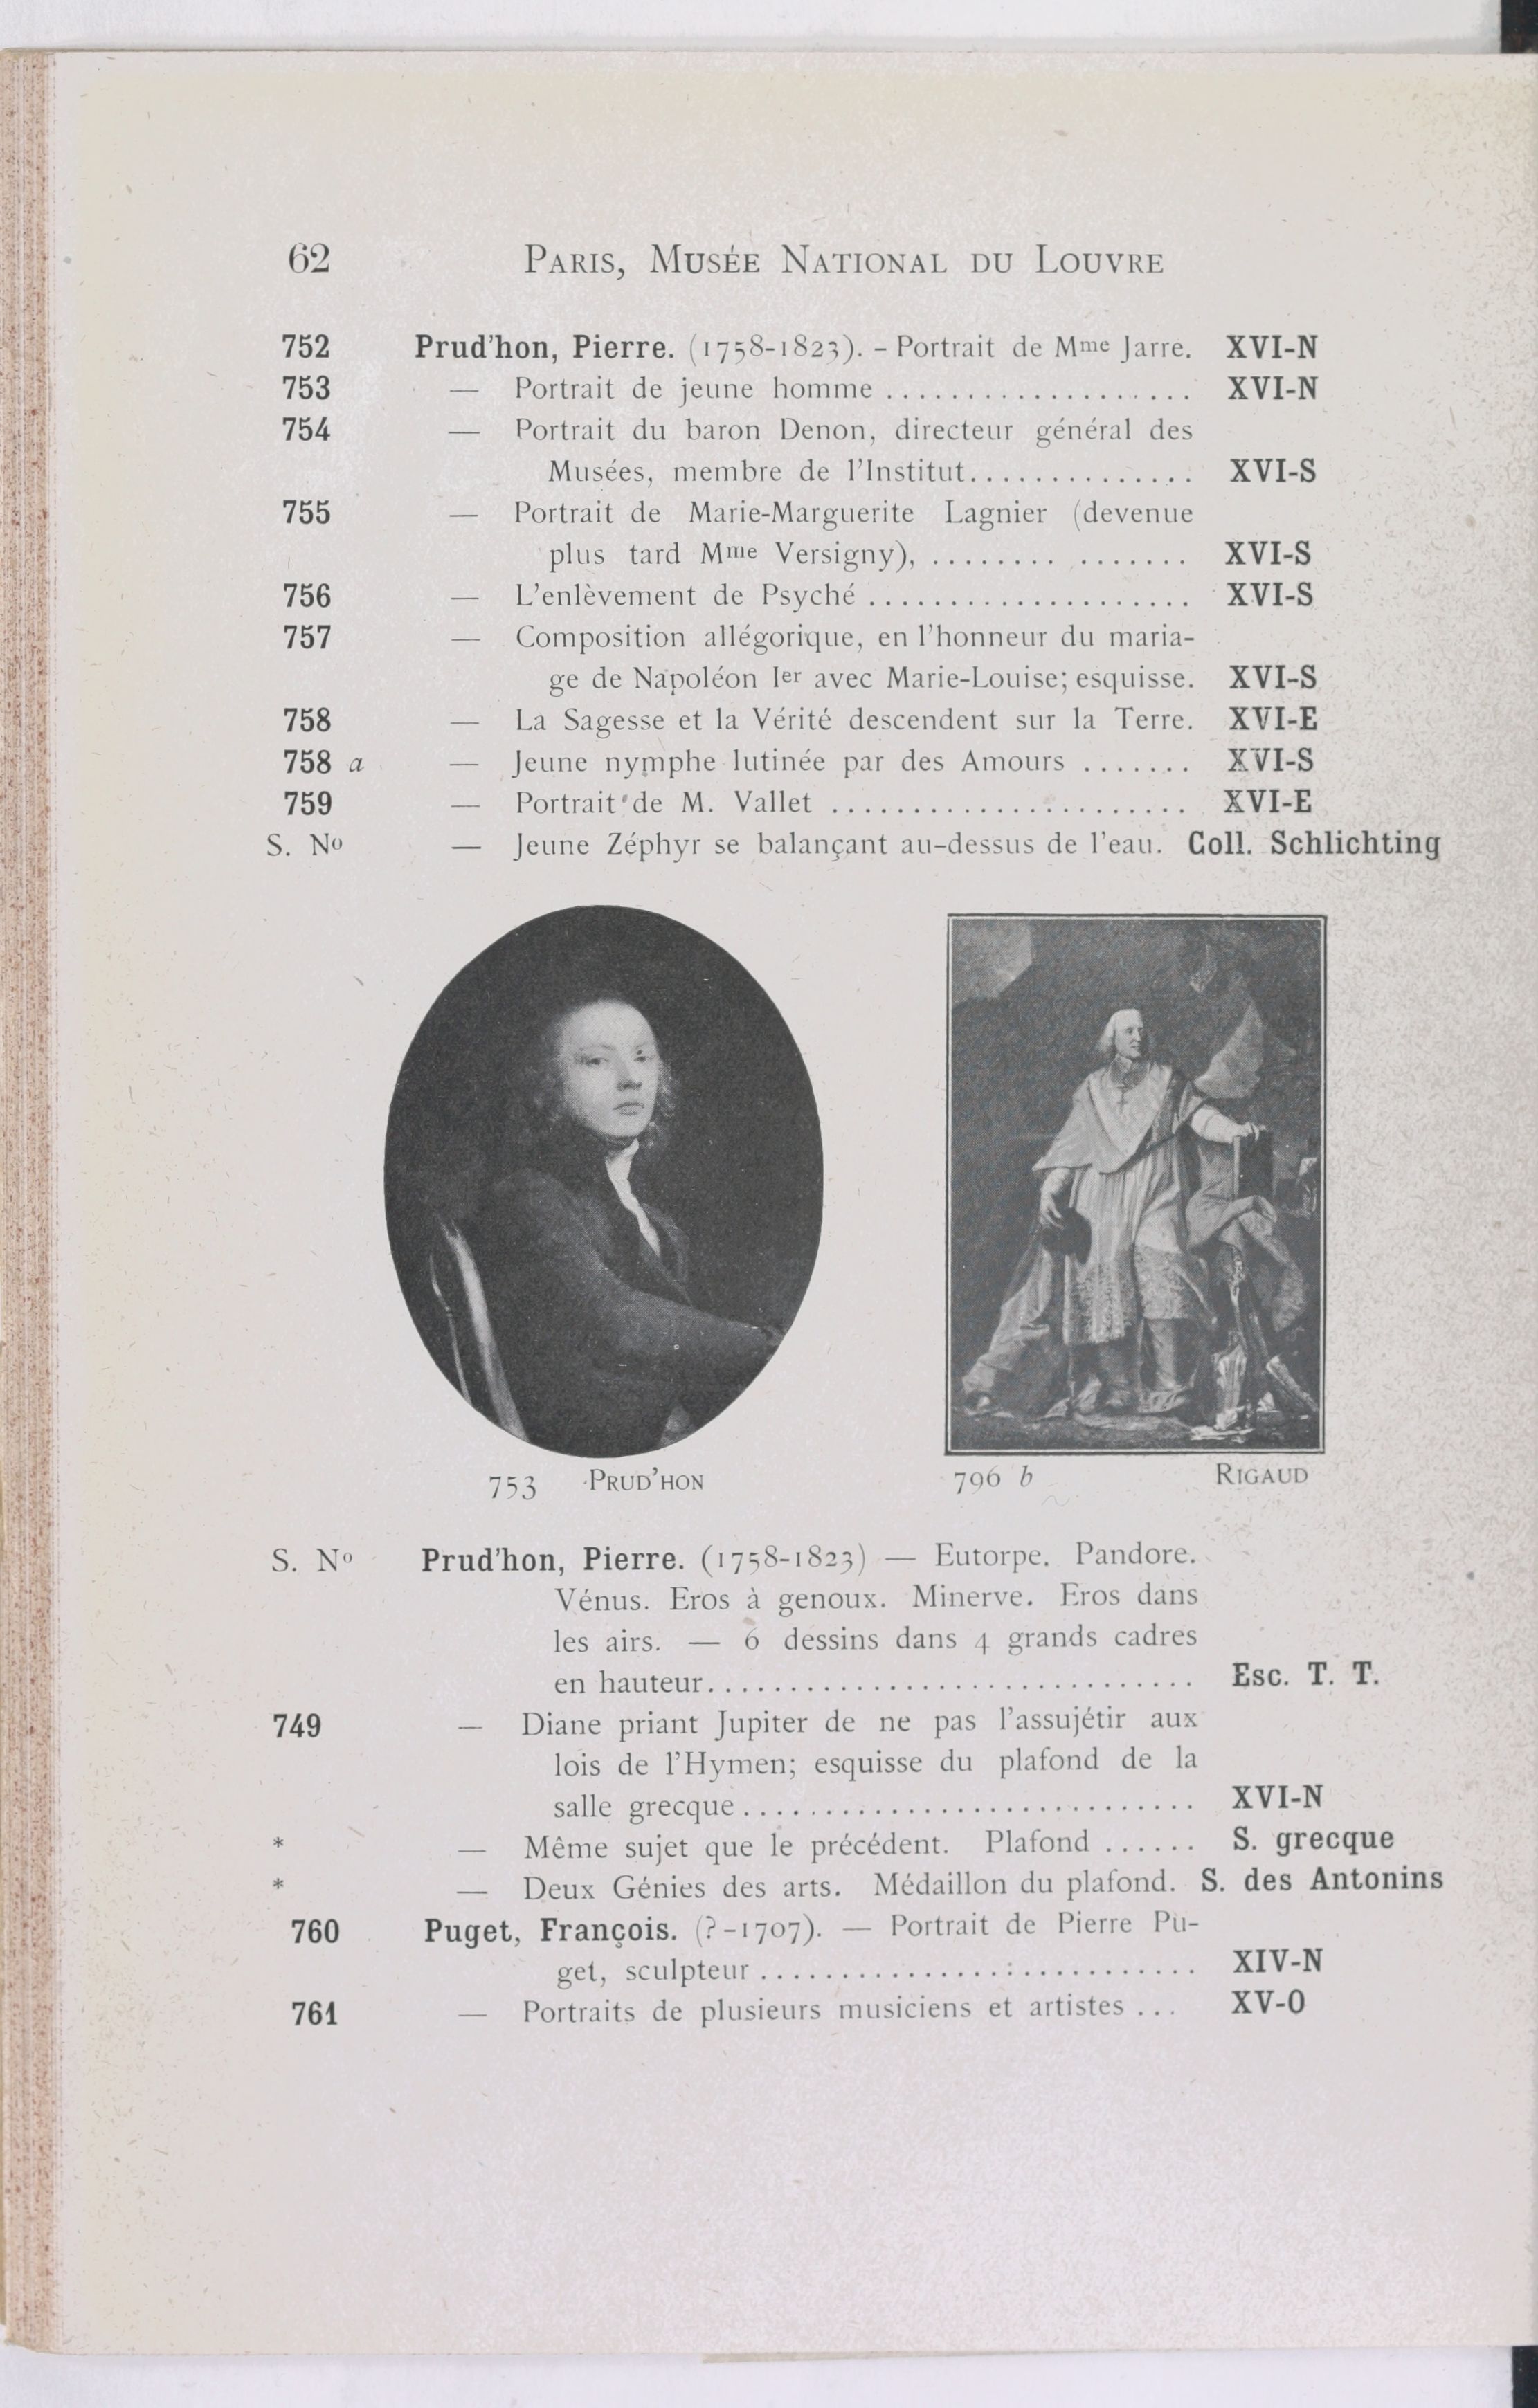 62 PARIS, MUSÉE NATIONAL DU LOUVRE
752 Prud'hon, Pierre. (1758-1823). - Portrait de Mme Jarre. XVI-N
753 — Portrait de jeune homme ................... XVI-N
754 — Portrait du baron Denon, directeur général des
Musées, membre de l'Institut.............. XVI-S
755 — Portrait de Marie-Marguerite Lagnier (devenue
plus tard Mme Versigny), ........ ....... XVI-S
756 — L'enlèvement de Psyché .................... XVI-S
757 — Composition allégorique, en l'honneur du maria-
ge de Napoléon Ier avec Marie-Louise; esquisse. XVI-S
758 — La Sagesse et la Vérité descendent sur la Terre. XVI-E
758 a — Jeune nymphe lutinée par des Amours ....... XVI-S
759 — Portrait de M. Vallet ...................... XVI-E
S. No — Jeune Zéphyr se balançant au-dessus de l'eau. Coll. Schlichting
753 PRUD'HON
796 b RIGAUD
S. No Prud'hon, Pierre. (1758-1823) — Eutorpe. Pandore.
Vénus. Eros à genoux. Minerve. Eros dans
les airs. — 6 dessins dans 4 grands cadres
en hauteur.............................. Esc. T. T.
749 — Diane priant Jupiter de ne pas l'assujétir aux
lois de l'Hymen; esquisse du plafond de la
salle grecque............................ XVI-N
* — Même sujet que le précédent. Plafond ...... S. grecque
* — Deux Génies des arts. Médaillon du plafond. S. des Antonins
760 Puget, François. (?-1707). — Portrait de Pierre Pu-
get, sculpteur ........................... XIV-N
761 — Portraits de plusieurs musiciens et artistes ... XV-O